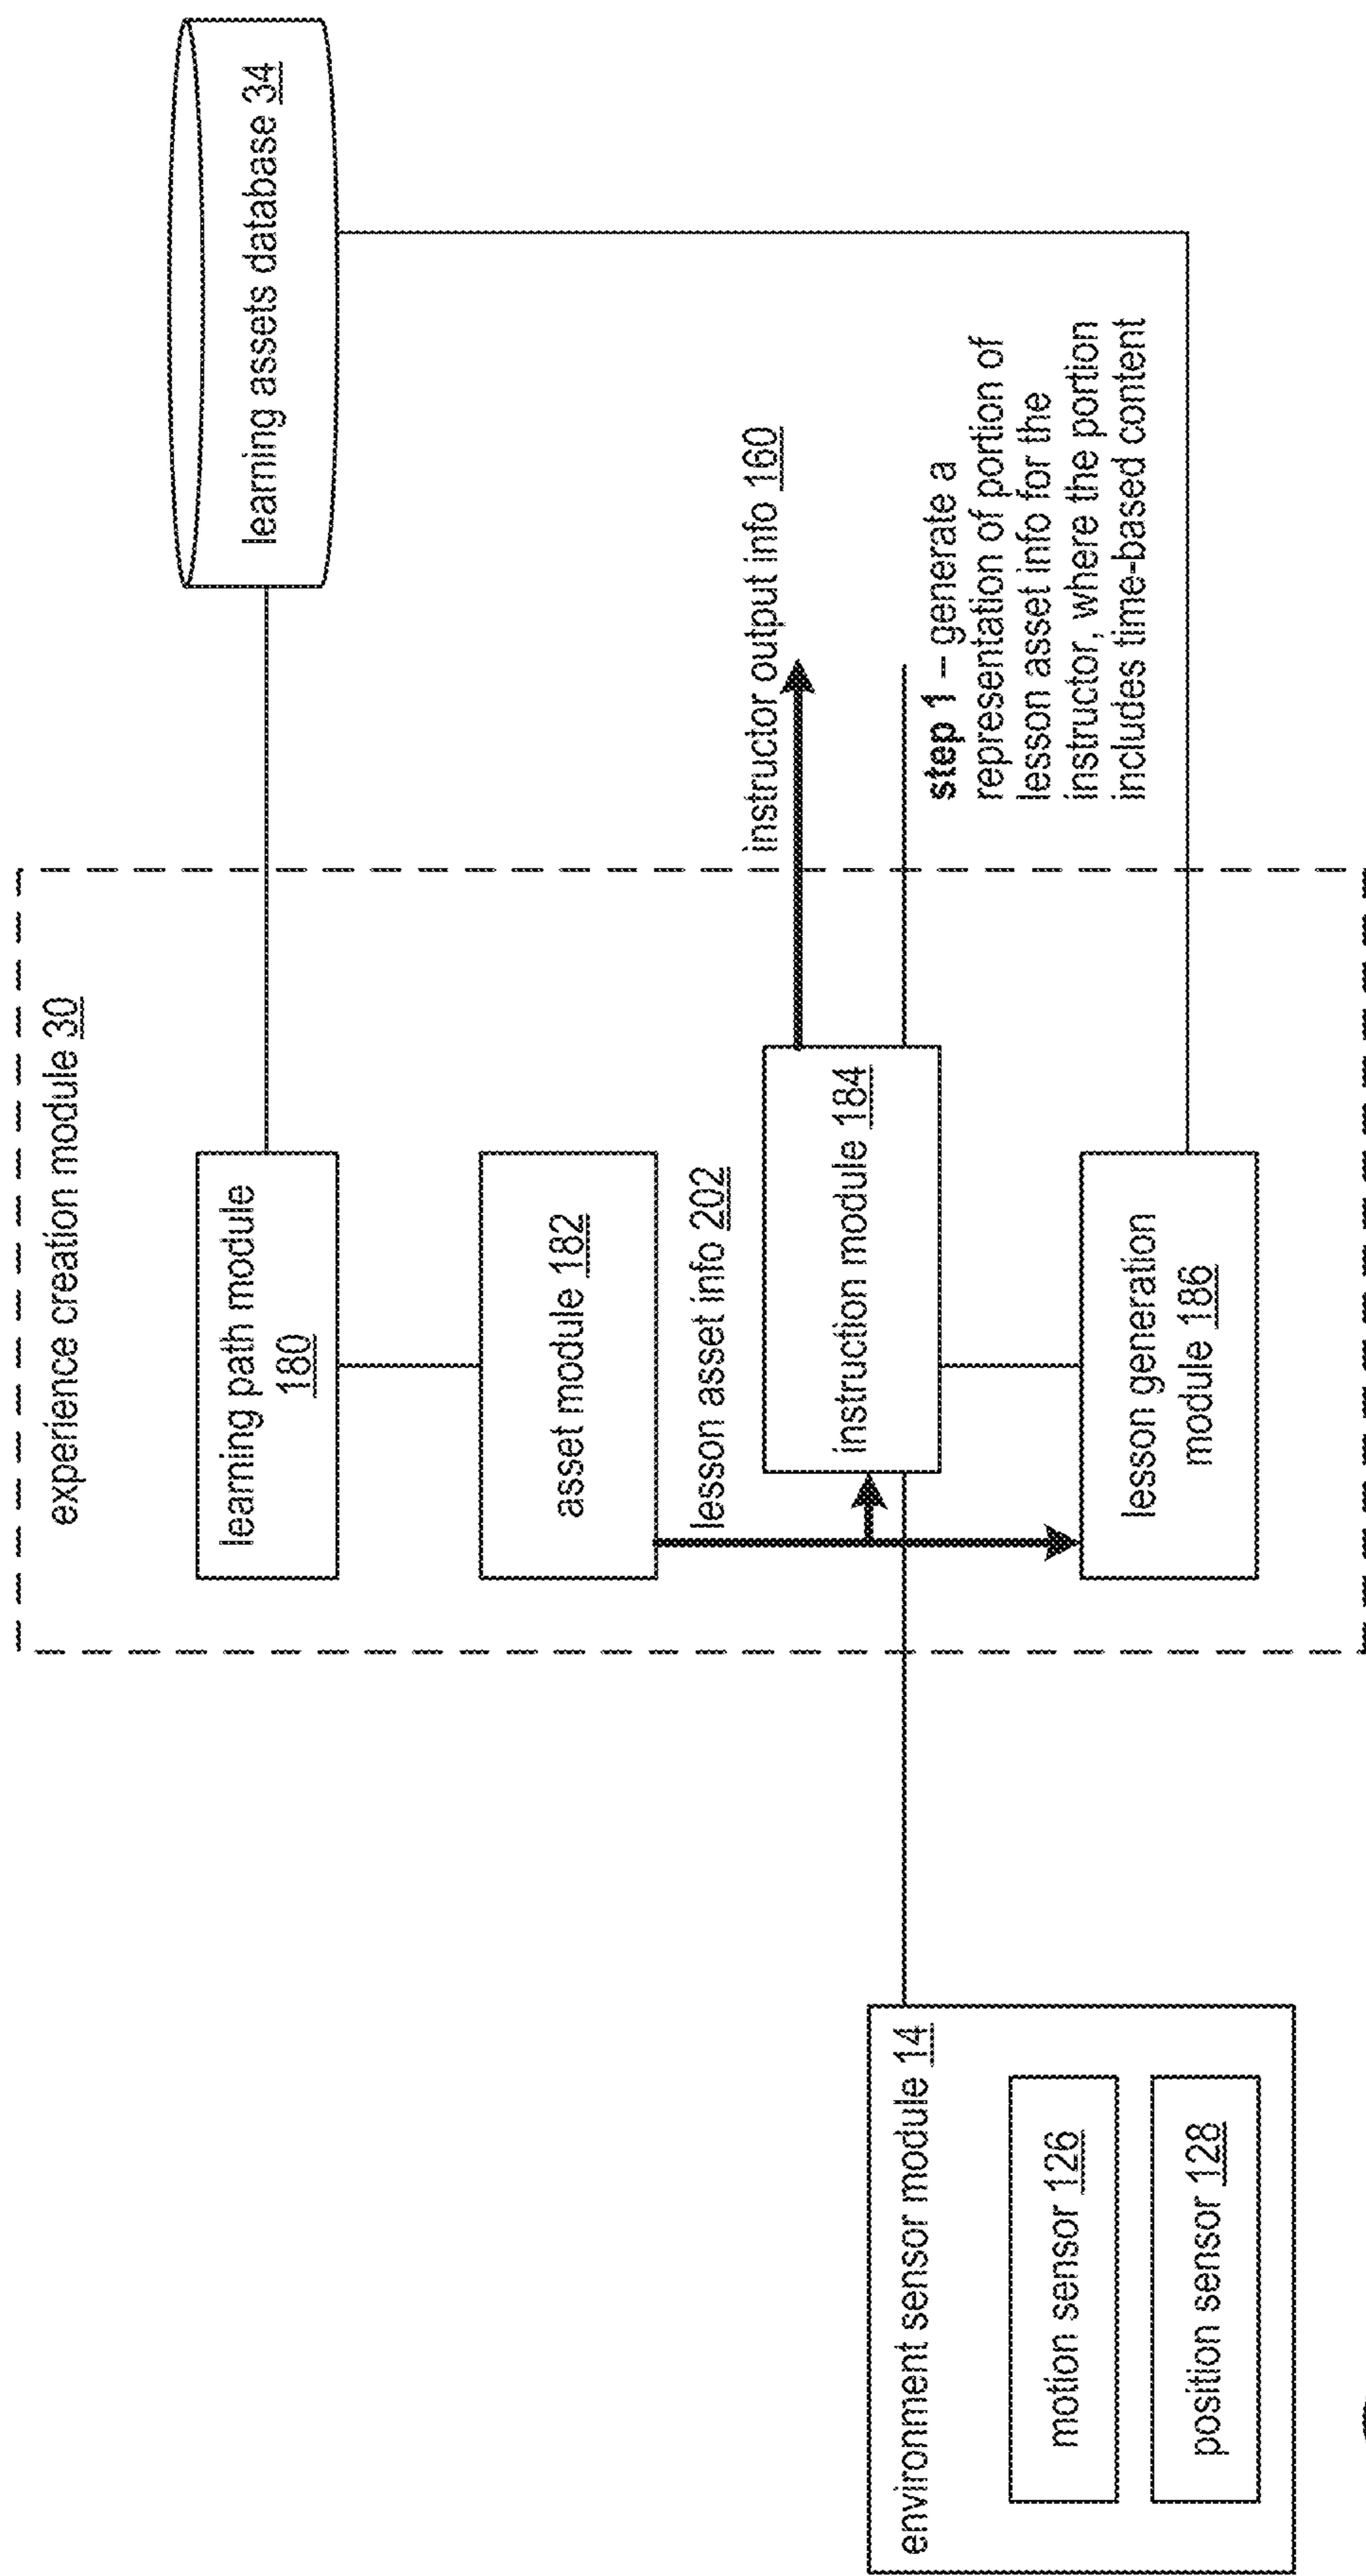 experience creation module 30
learning path module
180
learning assets database 34
asset module 182
lesson asset info 202
instructor output info 160
instruction module 184
step 1 – generate a
representation of portion of
lesson asset info for the
instructor, where the portion
includes time-based content
lesson generation
module 186
environment sensor module 14
motion sensor 126
position sensor 128